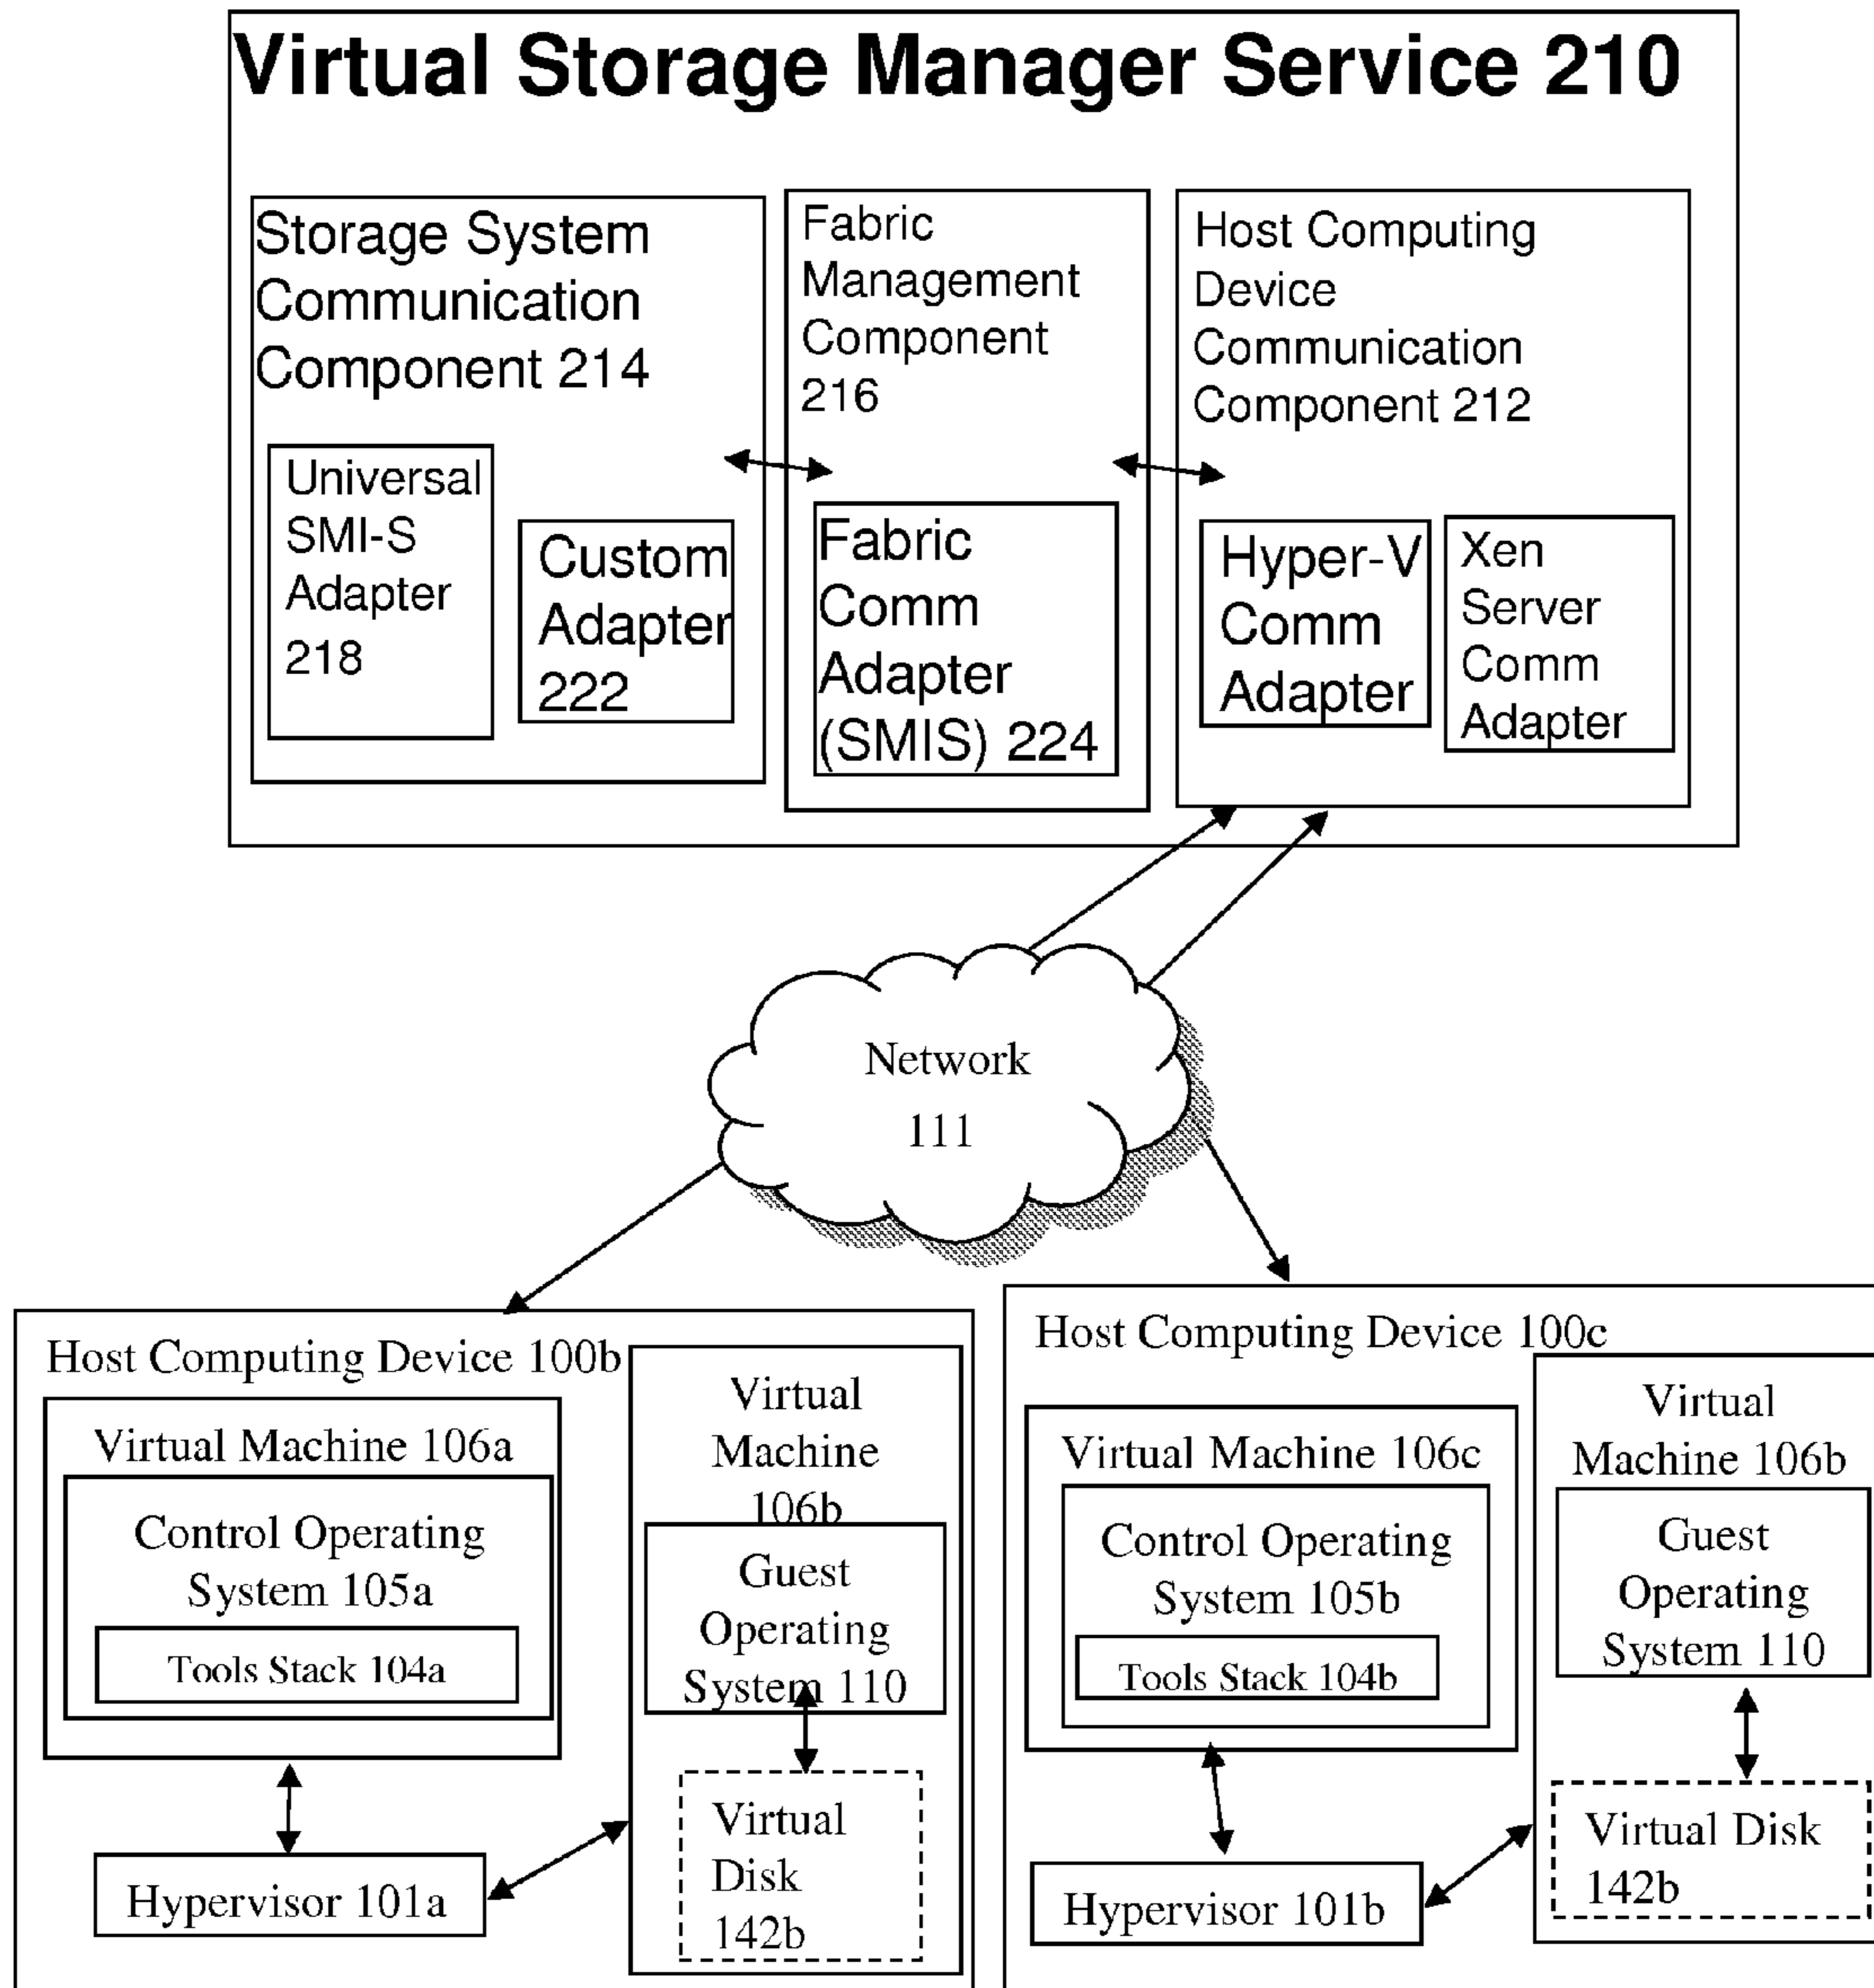 Virtual Storage Manager Service 210
Storage System
Communication
Component 214
Universal
SMI-S
Adapter
218
Custom
Adapter
222
Fabric
Management
Component
216
Fabric
Comm
Adapter
(SMIS) 224
Host Computing
Device
Communication
Component 212
Hyper-V
Comm
Adapter
Xen
Server
Comm
Adapter
Network
111
Host Computing Device 100b
Virtual Machine 106a
Control Operating
System 105a
Tools Stack 104a
Hypervisor 101a
Virtual
Machine
106b
Guest
Operating
System 110
Virtual
Disk
142b
Host Computing Device 100c
Virtual Machine 106c
Control Operating
System 105b
Tools Stack 104b
Hypervisor 101b
Virtual
Machine 106b
Guest
Operating
System 110
Virtual Disk
142b